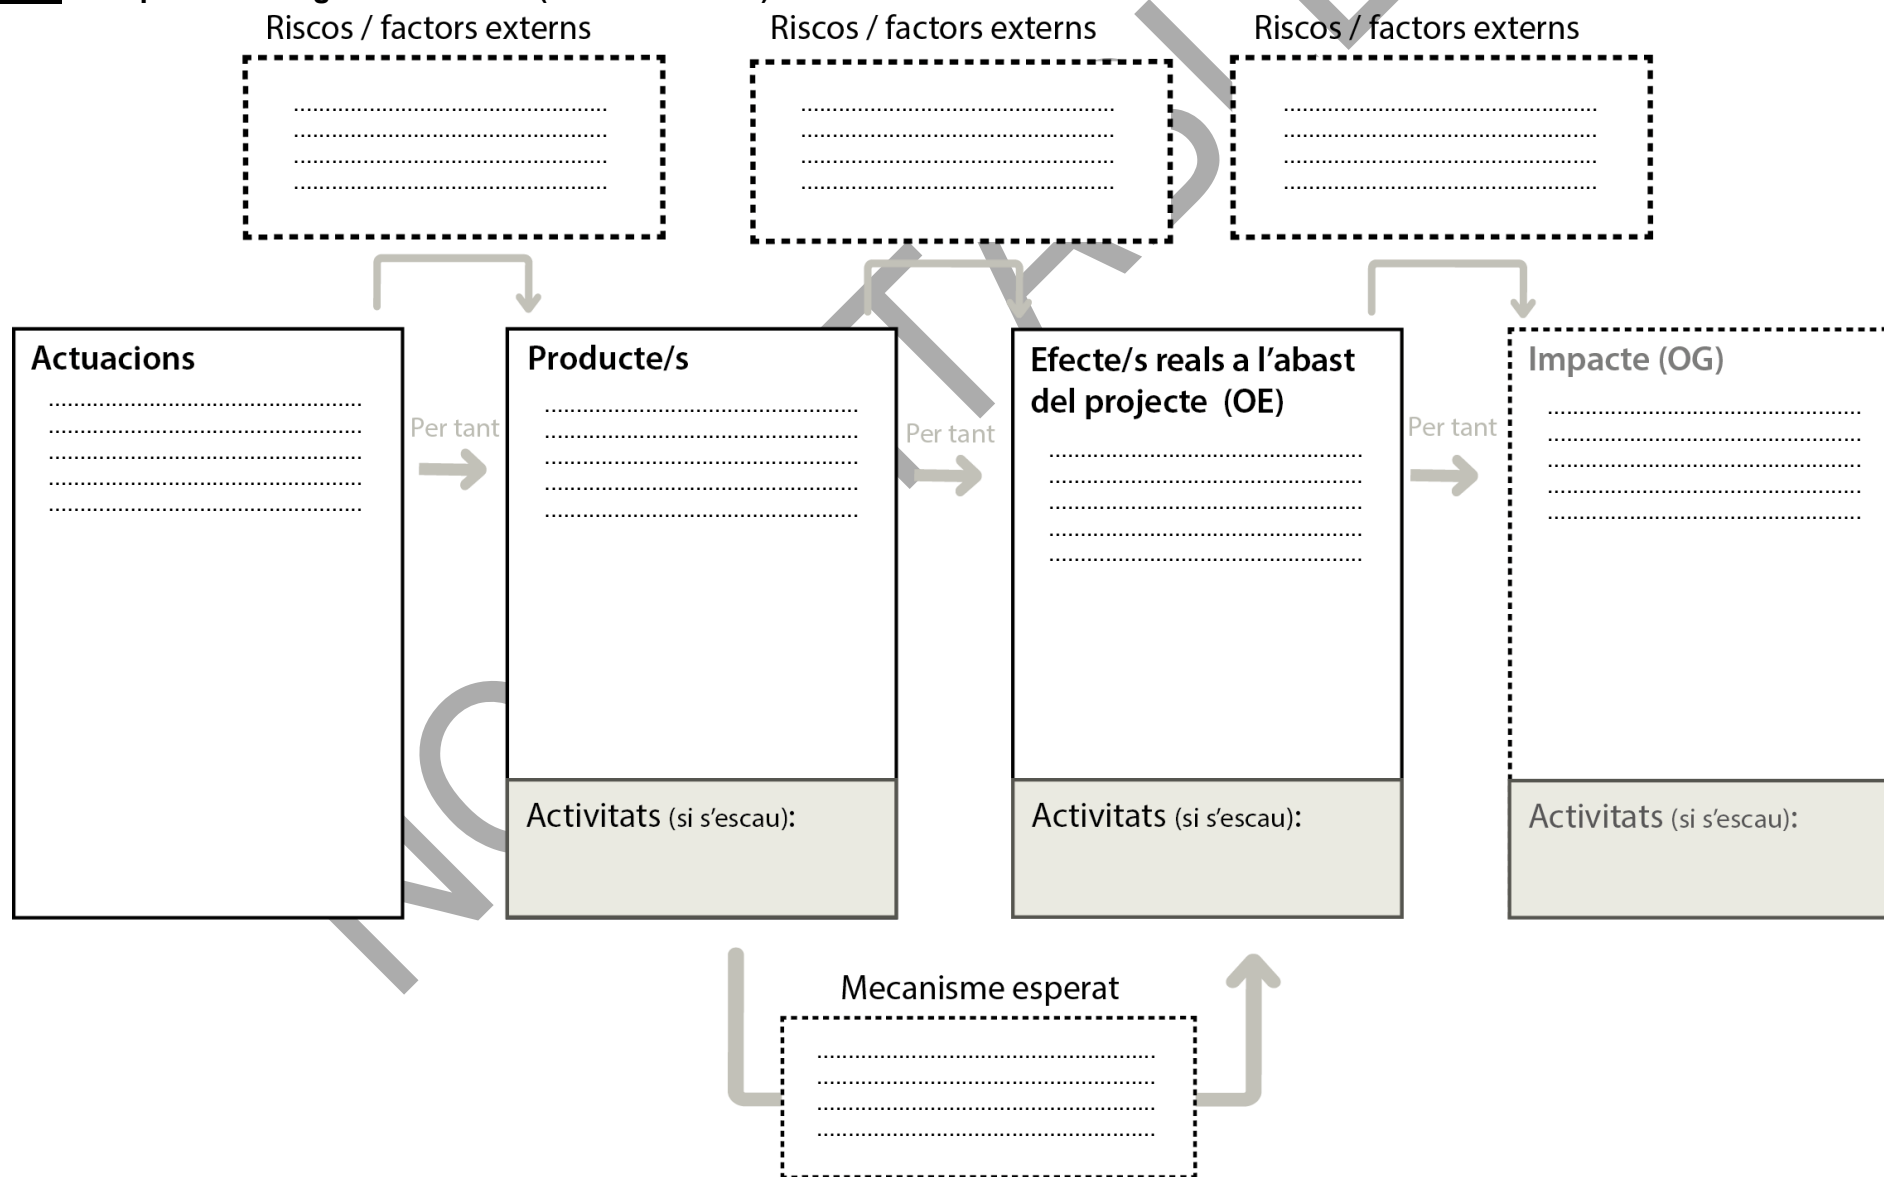 Riscos / factors externs
Riscos / factors externs
Riscos / factors externs
Actuacions
Per tant
Producte/s
Per tant
Efecte/s reals a l’abast
del projecte (OE)
Per tant
Impacte (OG)
Activitats (si s’escau):
Activitats (si s’escau):
Activitats (si s’escau):
Mecanisme esperat